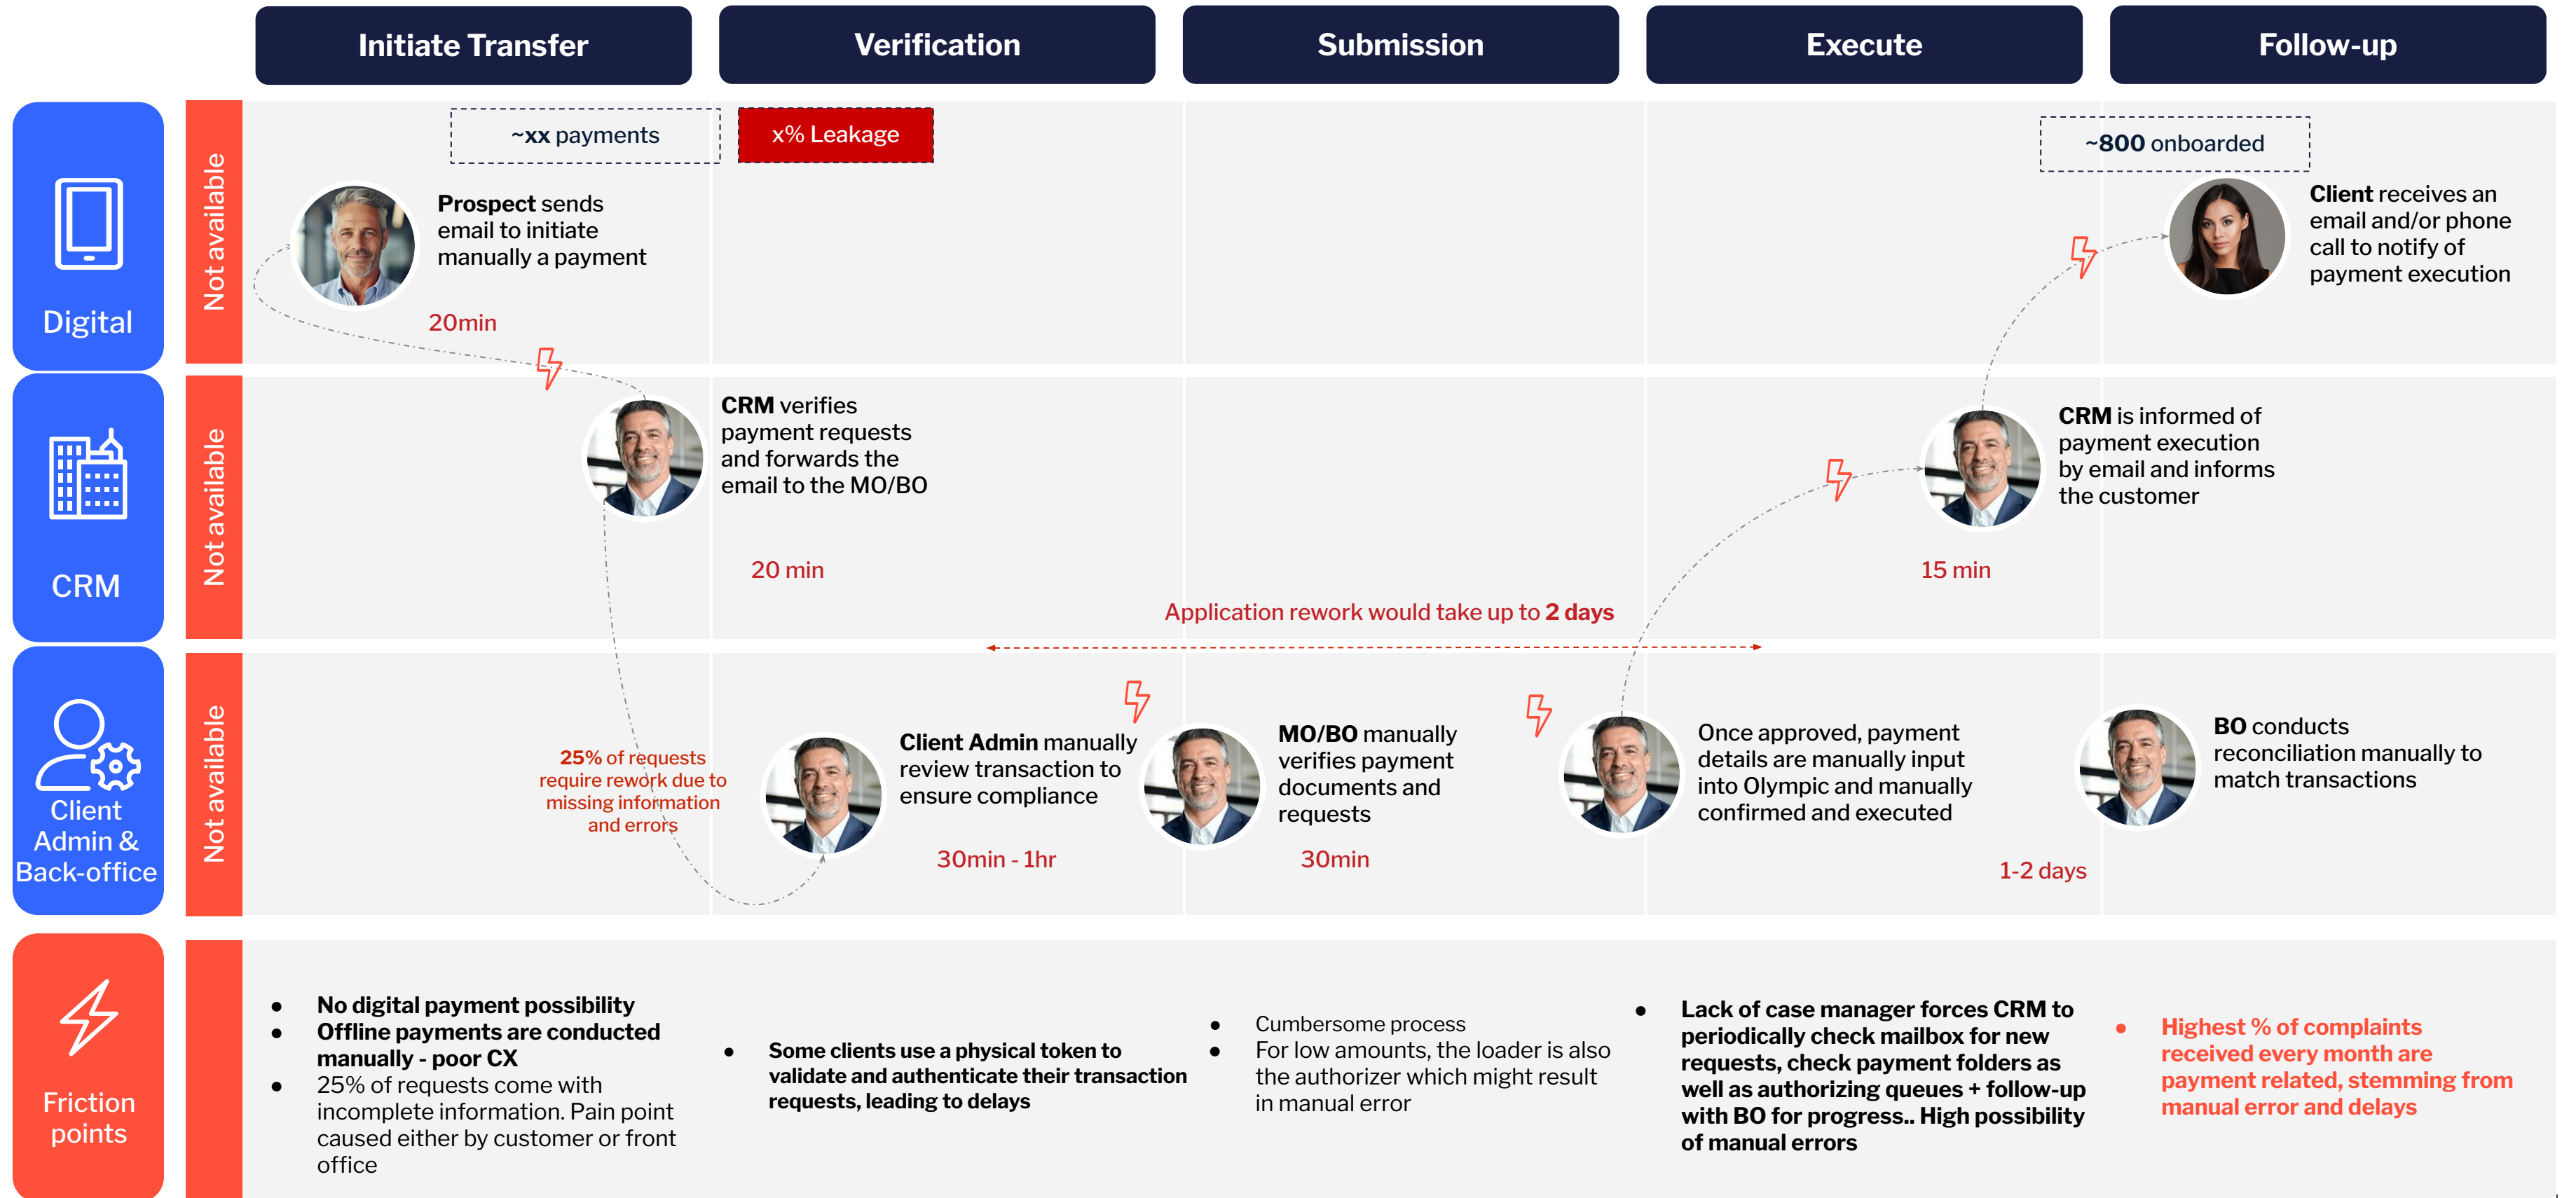 Initiate Transfer
Verification
Submission
Execute
Follow-up
Digital
Not available
~xx payments
x% Leakage
~800 onboarded
Prospect sends
email to initiate
manually a payment
20min
Client receives an
email and/or phone
call to notify of
payment execution
CRM
Not available
CRM verifies
payment requests
and forwards the
email to the MO/BO
20 min
CRM is informed of
payment execution
by email and informs
the customer
15 min
Application rework would take up to 2 days
Client
Admin &
Back-office
Not available
25% of requests
require rework due to
missing information
and errors
Client Admin manually
review transaction to
ensure compliance
30min - 1hr
MO/BO manually
verifies payment
documents and
requests
30min
Once approved, payment
details are manually input
into Olympic and manually
confirmed and executed
1-2 days
BO conducts
reconciliation manually to
match transactions
Friction
points
● No digital payment possibility
● Offline payments are conducted
manually - poor CX
● 25% of requests come with
incomplete information. Pain point
caused either by customer or front
office
● Some clients use a physical token to
validate and authenticate their transaction
requests, leading to delays
● Cumbersome process
● For low amounts, the loader is also
the authorizer which might result
in manual error
● Lack of case manager forces CRM to
periodically check mailbox for new
requests, check payment folders as
well as authorizing queues + follow-up
with BO for progress.. High possibility
of manual errors
● Highest % of complaints
received every month are
payment related, stemming from
manual error and delays